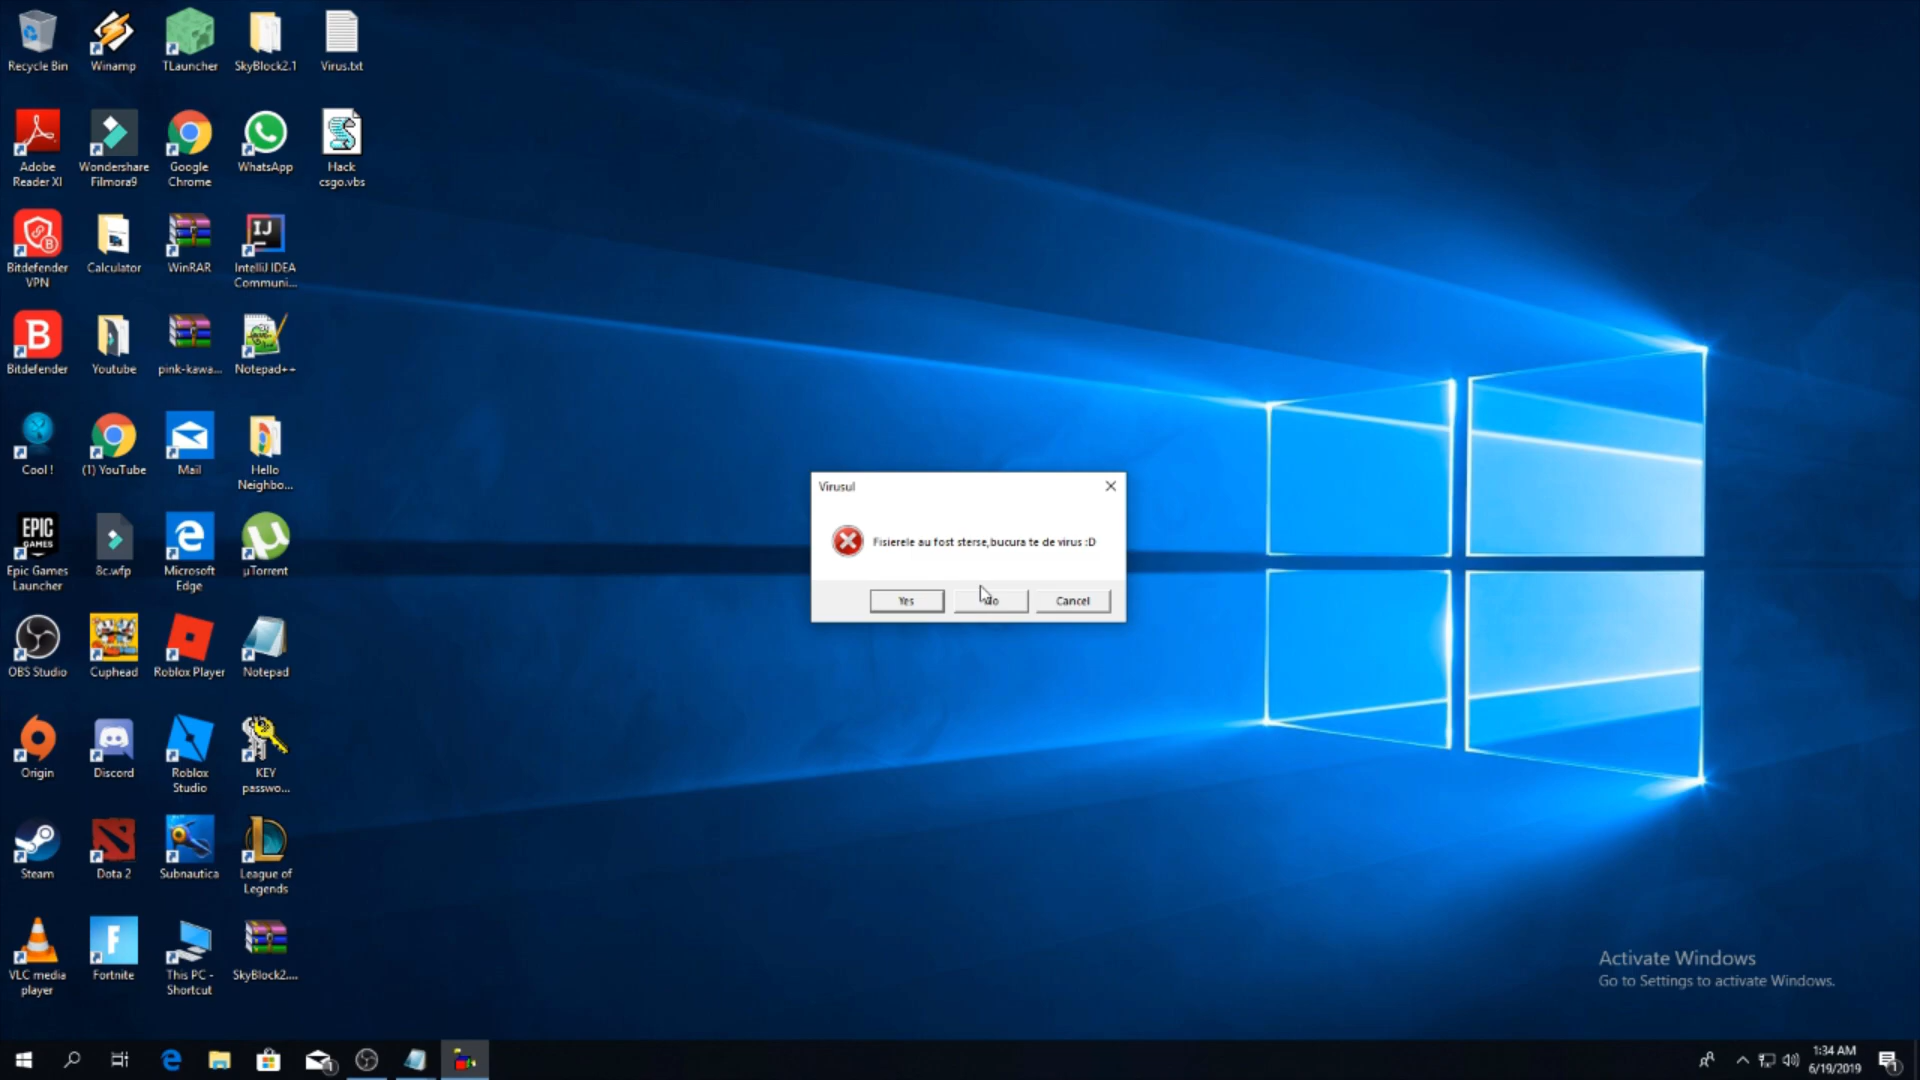 Recycle Bin
Winamp
TLauncher
SkyBlock2.1
Virus.txt
Adobe
Reader XI
Wondershare
Filmora9
Google
Chrome
WhatsApp
Hack
csgo.vbs
Bitdefender
VPN
Calculator
WinRAR
IntelliJ IDEA
Communi...
Bitdefender
Youtube
pink-kawa...
Notepad++
Cool !
(1) YouTube
Mail
Hello
Neighbo...
Epic Games
Launcher
8c.wfp
Microsoft
Edge
µTorrent
OBS Studio
Cuphead
Roblox Player
Notepad
Origin
Discord
Roblox
Studio
KEY
passwo...
Steam
Dota 2
Subnautica
League of
Legends
VLC media
player
Fortnite
This PC -
Shortcut
SkyBlock2....
EPIC
GAMES
IJ
Virusul
Fisierele au fost sterse,bucura te de virus :D
Yes
Cancel
Activate Windows
Go to Settings to activate Windows.
1:34 AM
6/19/2019